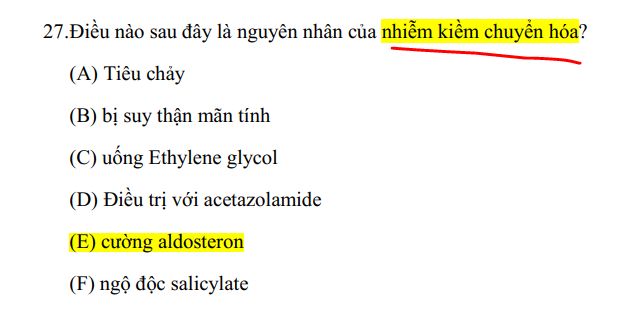 27.Điều nào sau đây là nguyên nhân của nhiễm kiềm chuyển hóa?
(A) Tiêu chảy
(B) bị suy thận mãn tính
(C) uống Ethylene glycol
(D) Điều trị với acetazolamide
(E) cường aldosteron
(F) ngộ độc salicylate